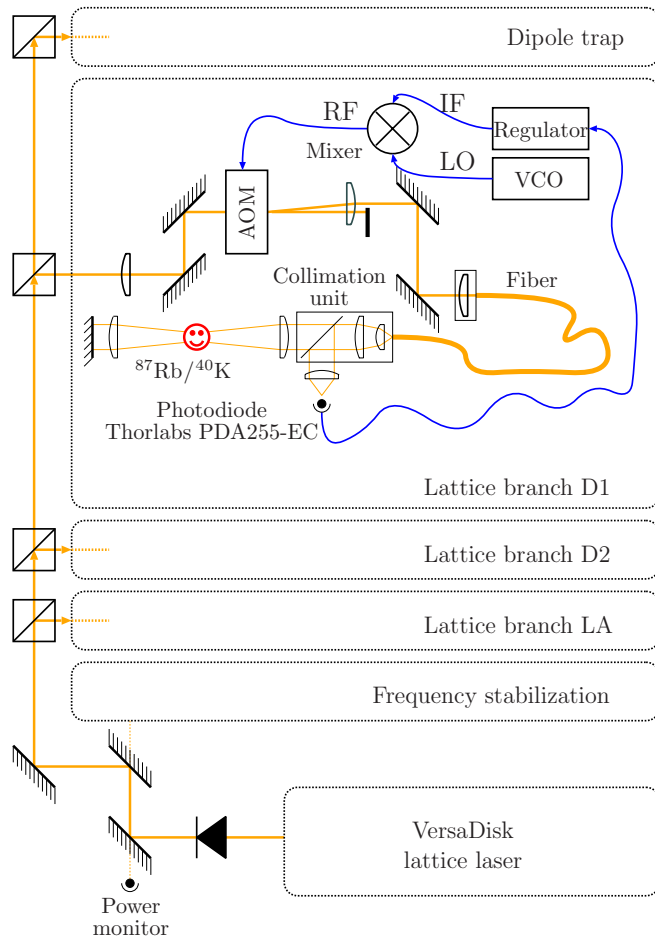 Dipole trap
RF
IF
Mixer
Regulator
LO
VCO
AOM
Collimation
unit
Fiber
⁸⁷Rb/⁴⁰K
Photodiode
Thorlabs PDA255-EC
Lattice branch D1
Lattice branch D2
Lattice branch LA
Frequency stabilization
VersaDisk
lattice laser
Power
monitor